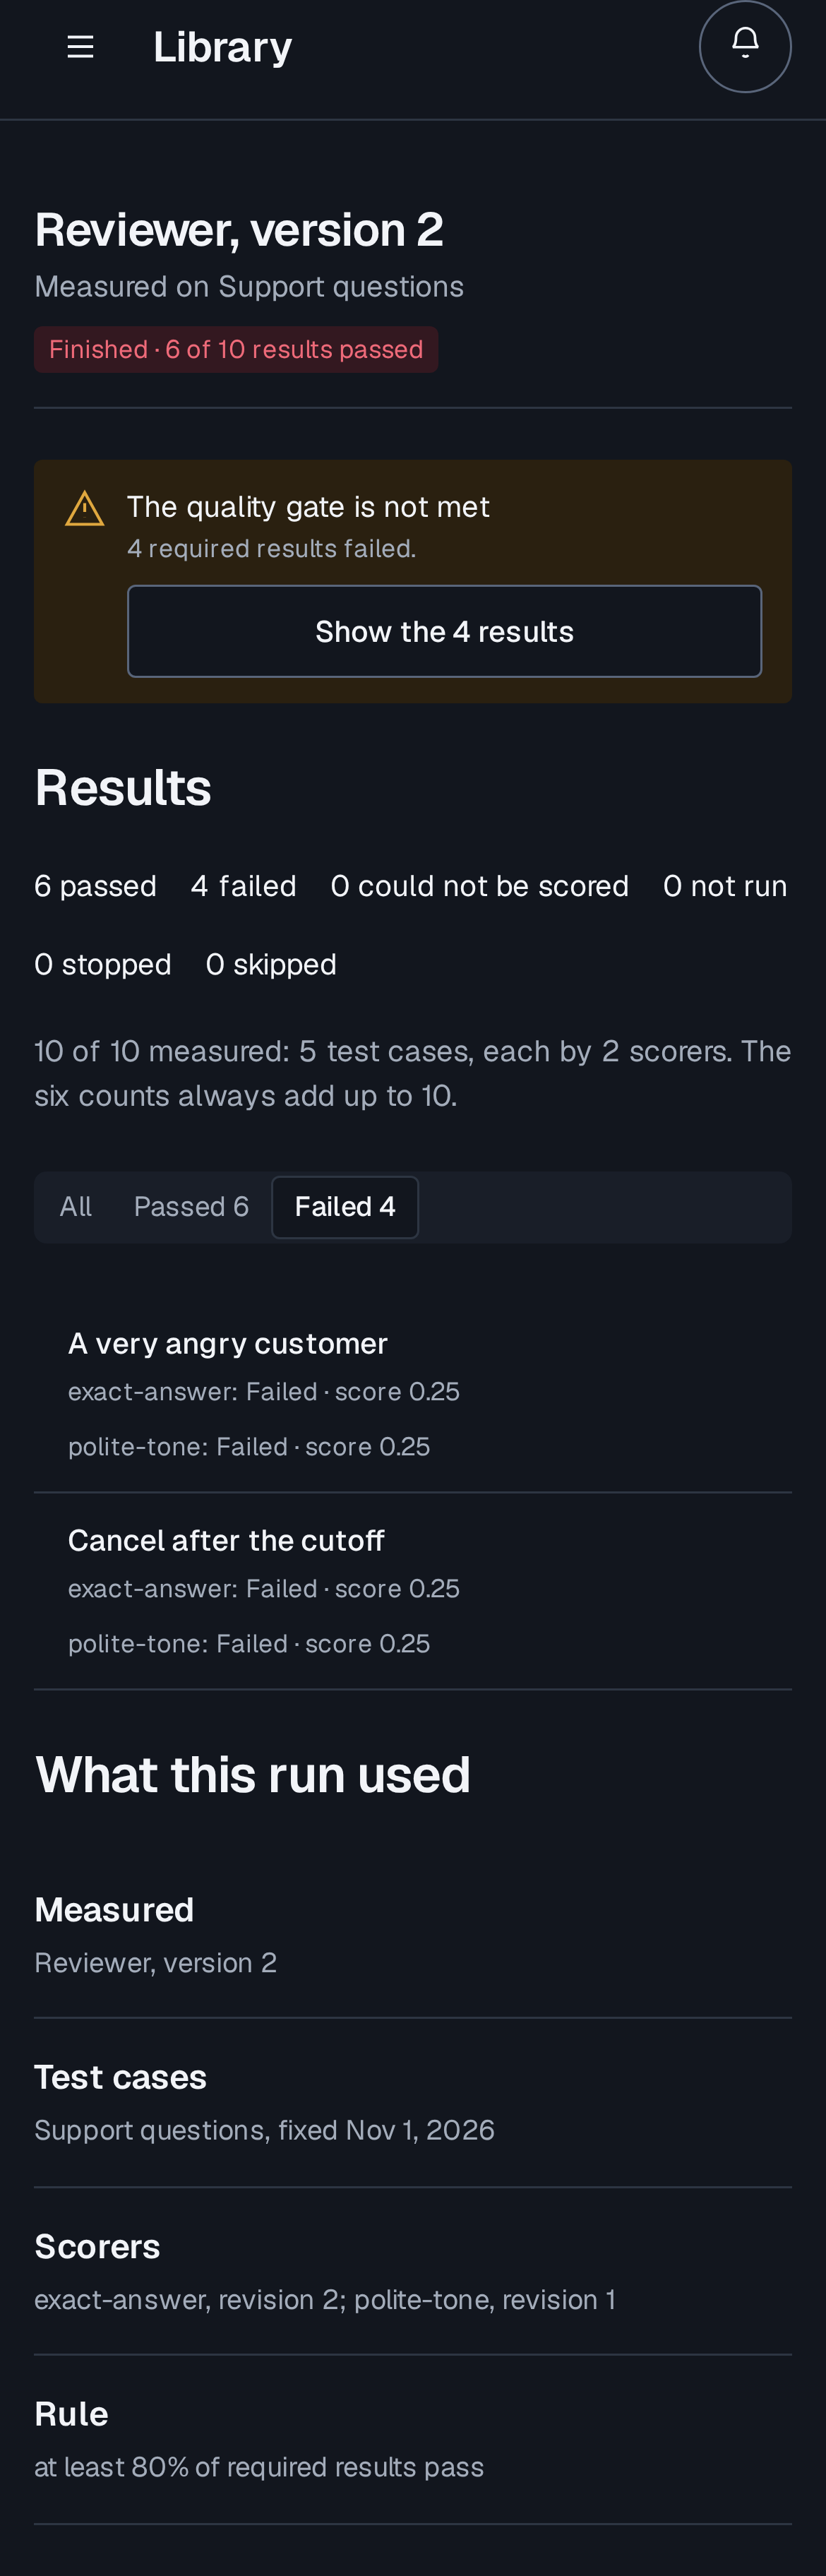 Library
Reviewer, version 2
Measured on Support questions
Finished · 6 of 10 results passed
The quality gate is not met
4 required results failed.
Show the 4 results
Results
6 passed 4 failed 0 could not be scored 0 not run
0 stopped 0 skipped
10 of 10 measured: 5 test cases, each by 2 scorers. The
six counts always add up to 10.
All Passed 6 Failed 4
A very angry customer
exact-answer: Failed · score 0.25
polite-tone: Failed · score 0.25
Cancel after the cutoff
exact-answer: Failed · score 0.25
polite-tone: Failed · score 0.25
What this run used
Measured
Reviewer, version 2
Test cases
Support questions, fixed Nov 1, 2026
Scorers
exact-answer, revision 2; polite-tone, revision 1
Rule
at least 80% of required results pass